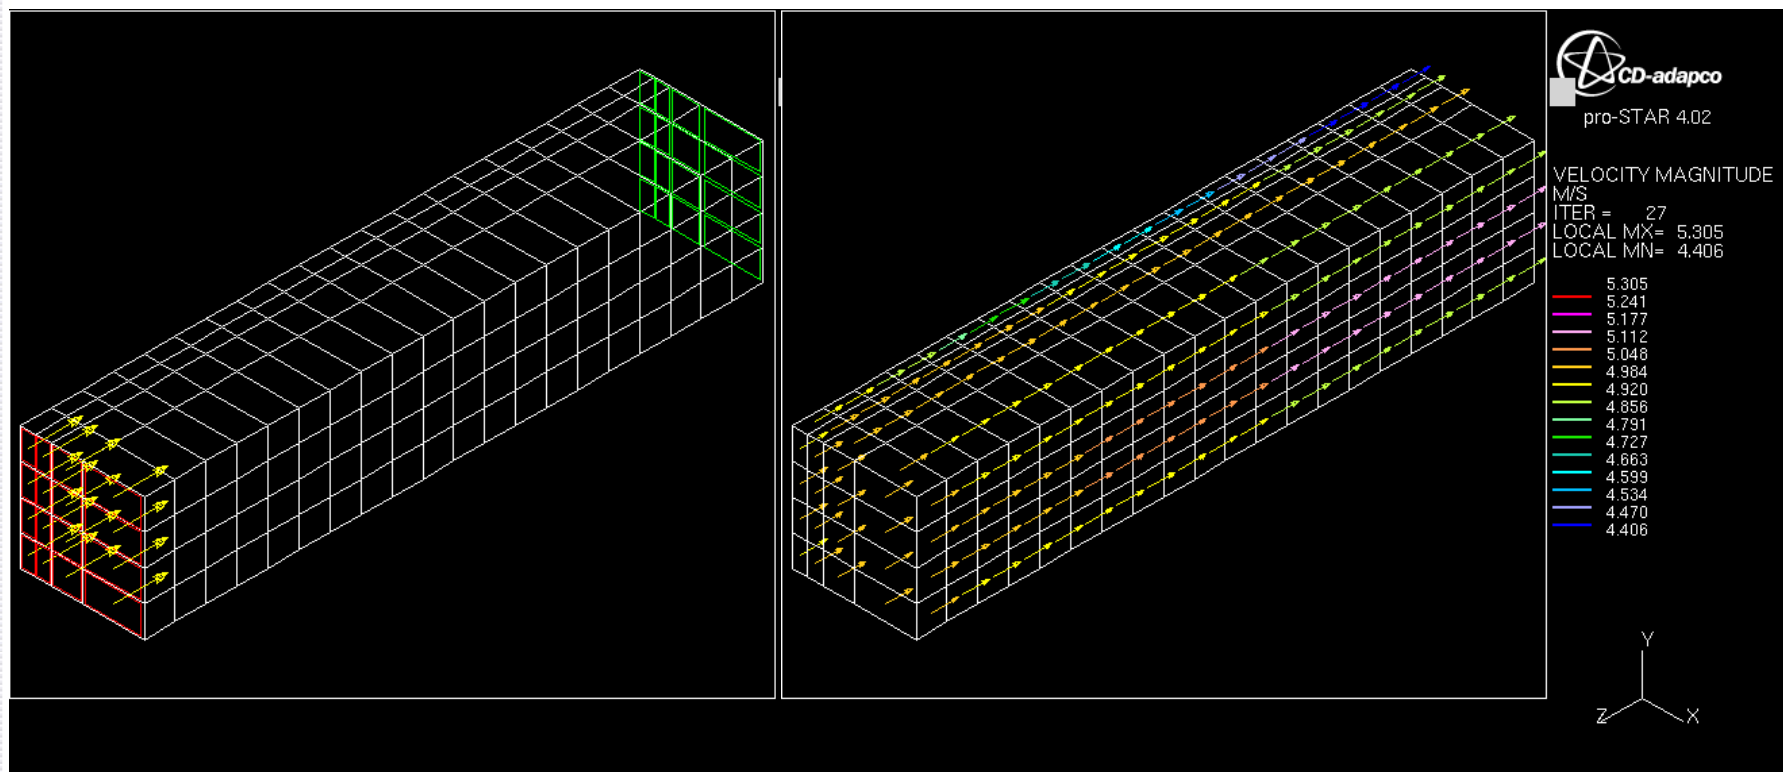 CD-adapco
pro-STAR 4.02
VELOCITY MAGNITUDE
M/S
ITER = 27
LOCAL MX= 5.305
LOCAL MN= 4.406
5.305
5.241
5.177
5.112
5.048
4.984
4.920
4.856
4.791
4.727
4.663
4.599
4.534
4.470
4.406
Y
Z
X